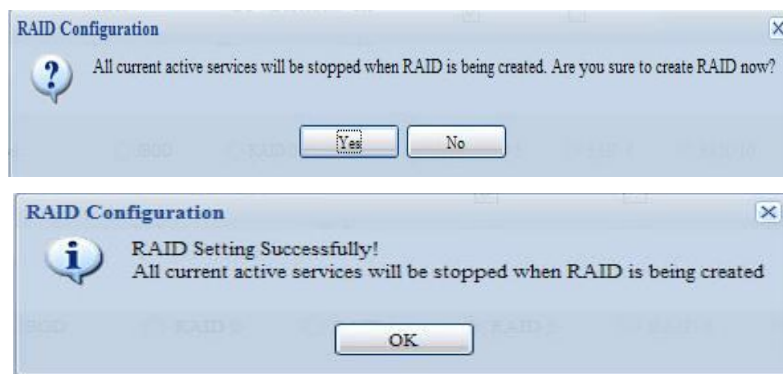 RAID Configuration
All current active services will be stopped when RAID is being created. Are you sure to create RAID now?
Yes
No
RAID Configuration
RAID Setting Successfully!
All current active services will be stopped when RAID is being created
OK